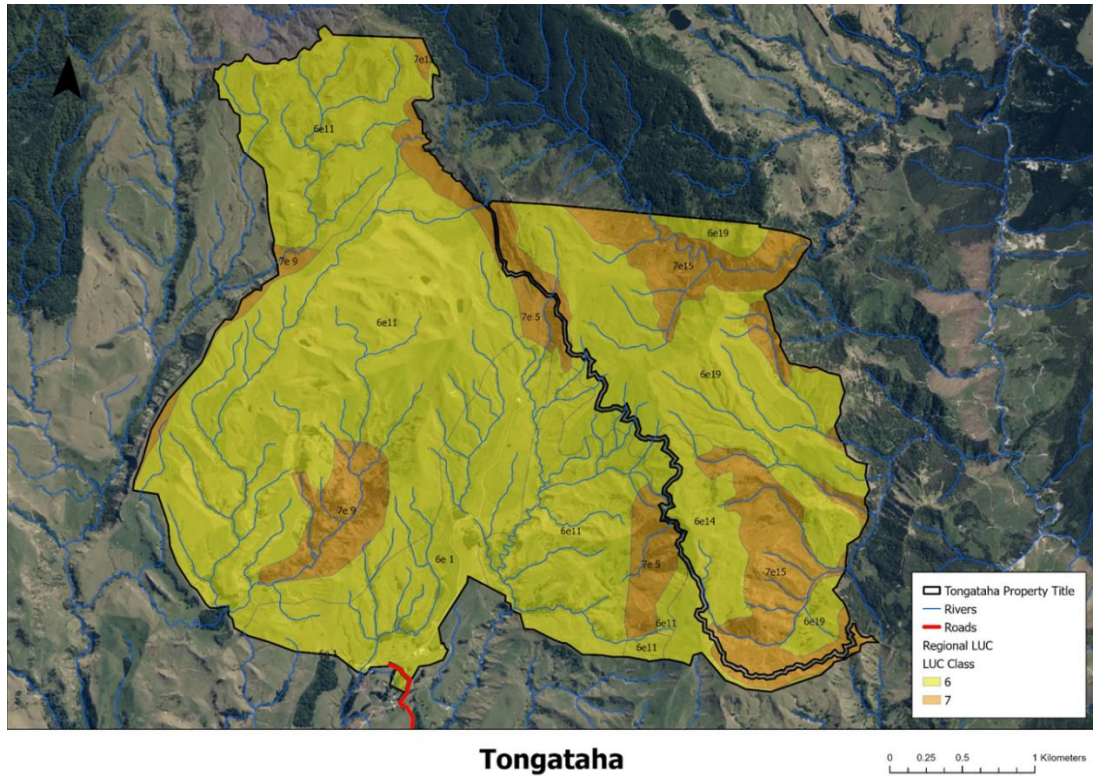 7e15
6e11
6e19
7e 9
7e15
6e11
7e 5
6e19
7e 9
6e14
6e11
6e 1
7e 5
7e15
6e19
6e11
6e11
6e 1
Tongataha Property Title
Rivers
Roads
Regional LUC
LUC Class
6
7
Tongataha
0 0.25 0.5 1 Kilometers